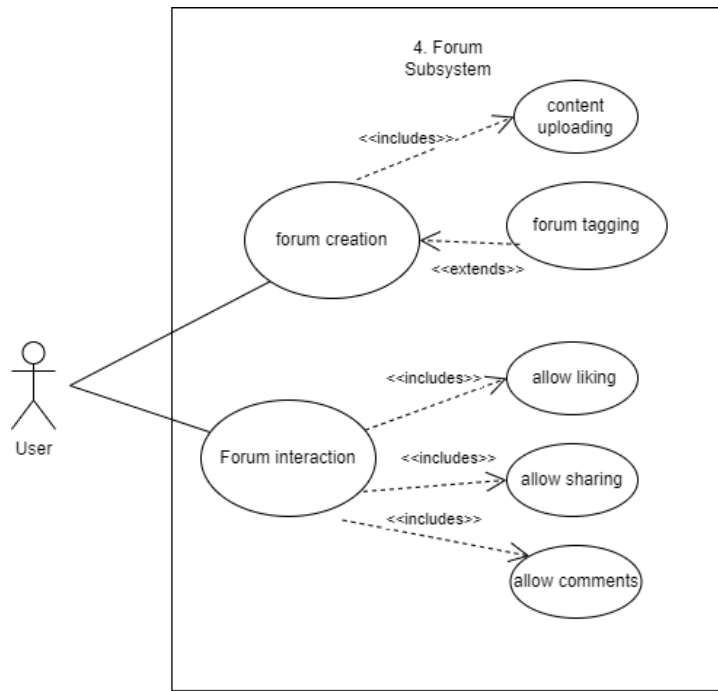 4. Forum
Subsystem
content
uploading
<<includes>>
forum creation
forum tagging
<<extends>>
User
<<includes>>
allow liking
Forum interaction
<<includes>>
allow sharing
<<includes>>
allow comments